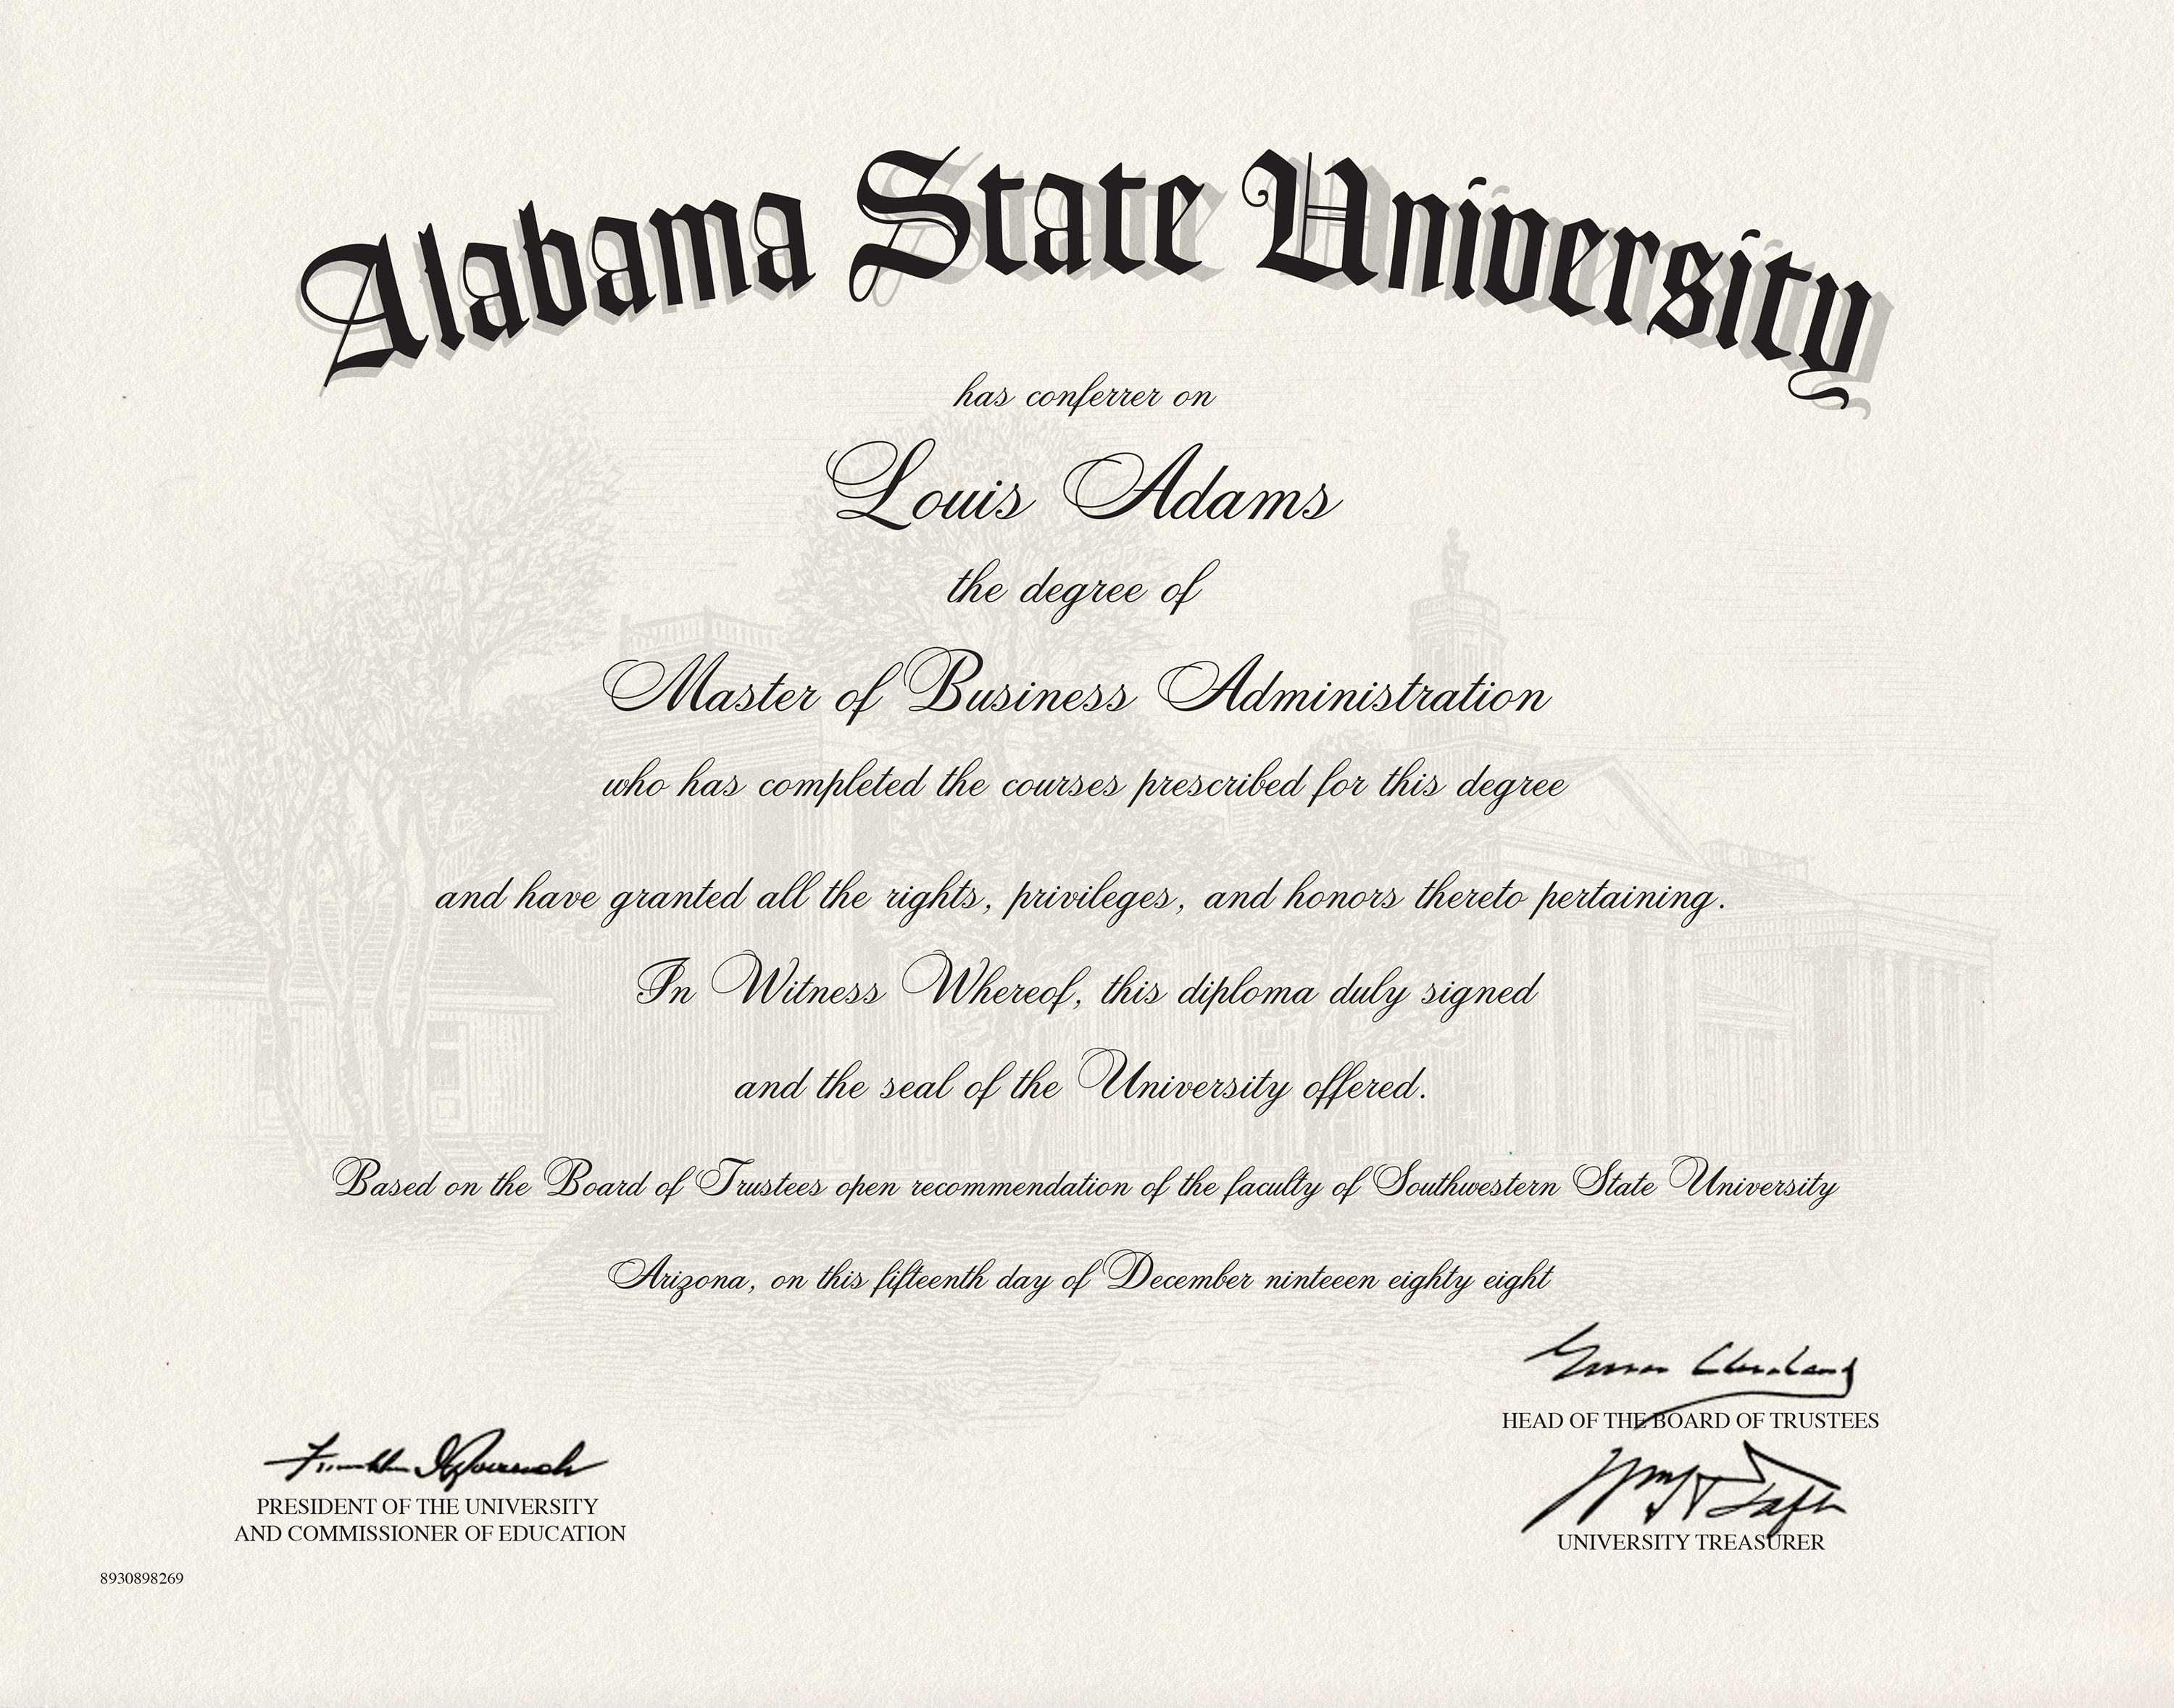 Alabama State University
has conferrer on
Louis Adams
the degree of
Master of Business Administration
who has completed the courses prescribed for this degree
and have granted all the rights, privileges, and honors thereto pertaining.
In Witness Whereof, this diploma duly signed
and the seal of the University offered.
Based on the Board of Trustees open recommendation of the faculty of Southwestern State University
Arizona, on this fifteenth day of December ninteeen eighty eight
HEAD OF THE BOARD OF TRUSTEES
PRESIDENT OF THE UNIVERSITY
AND COMMISSIONER OF EDUCATION
UNIVERSITY TREASURER
8930898269